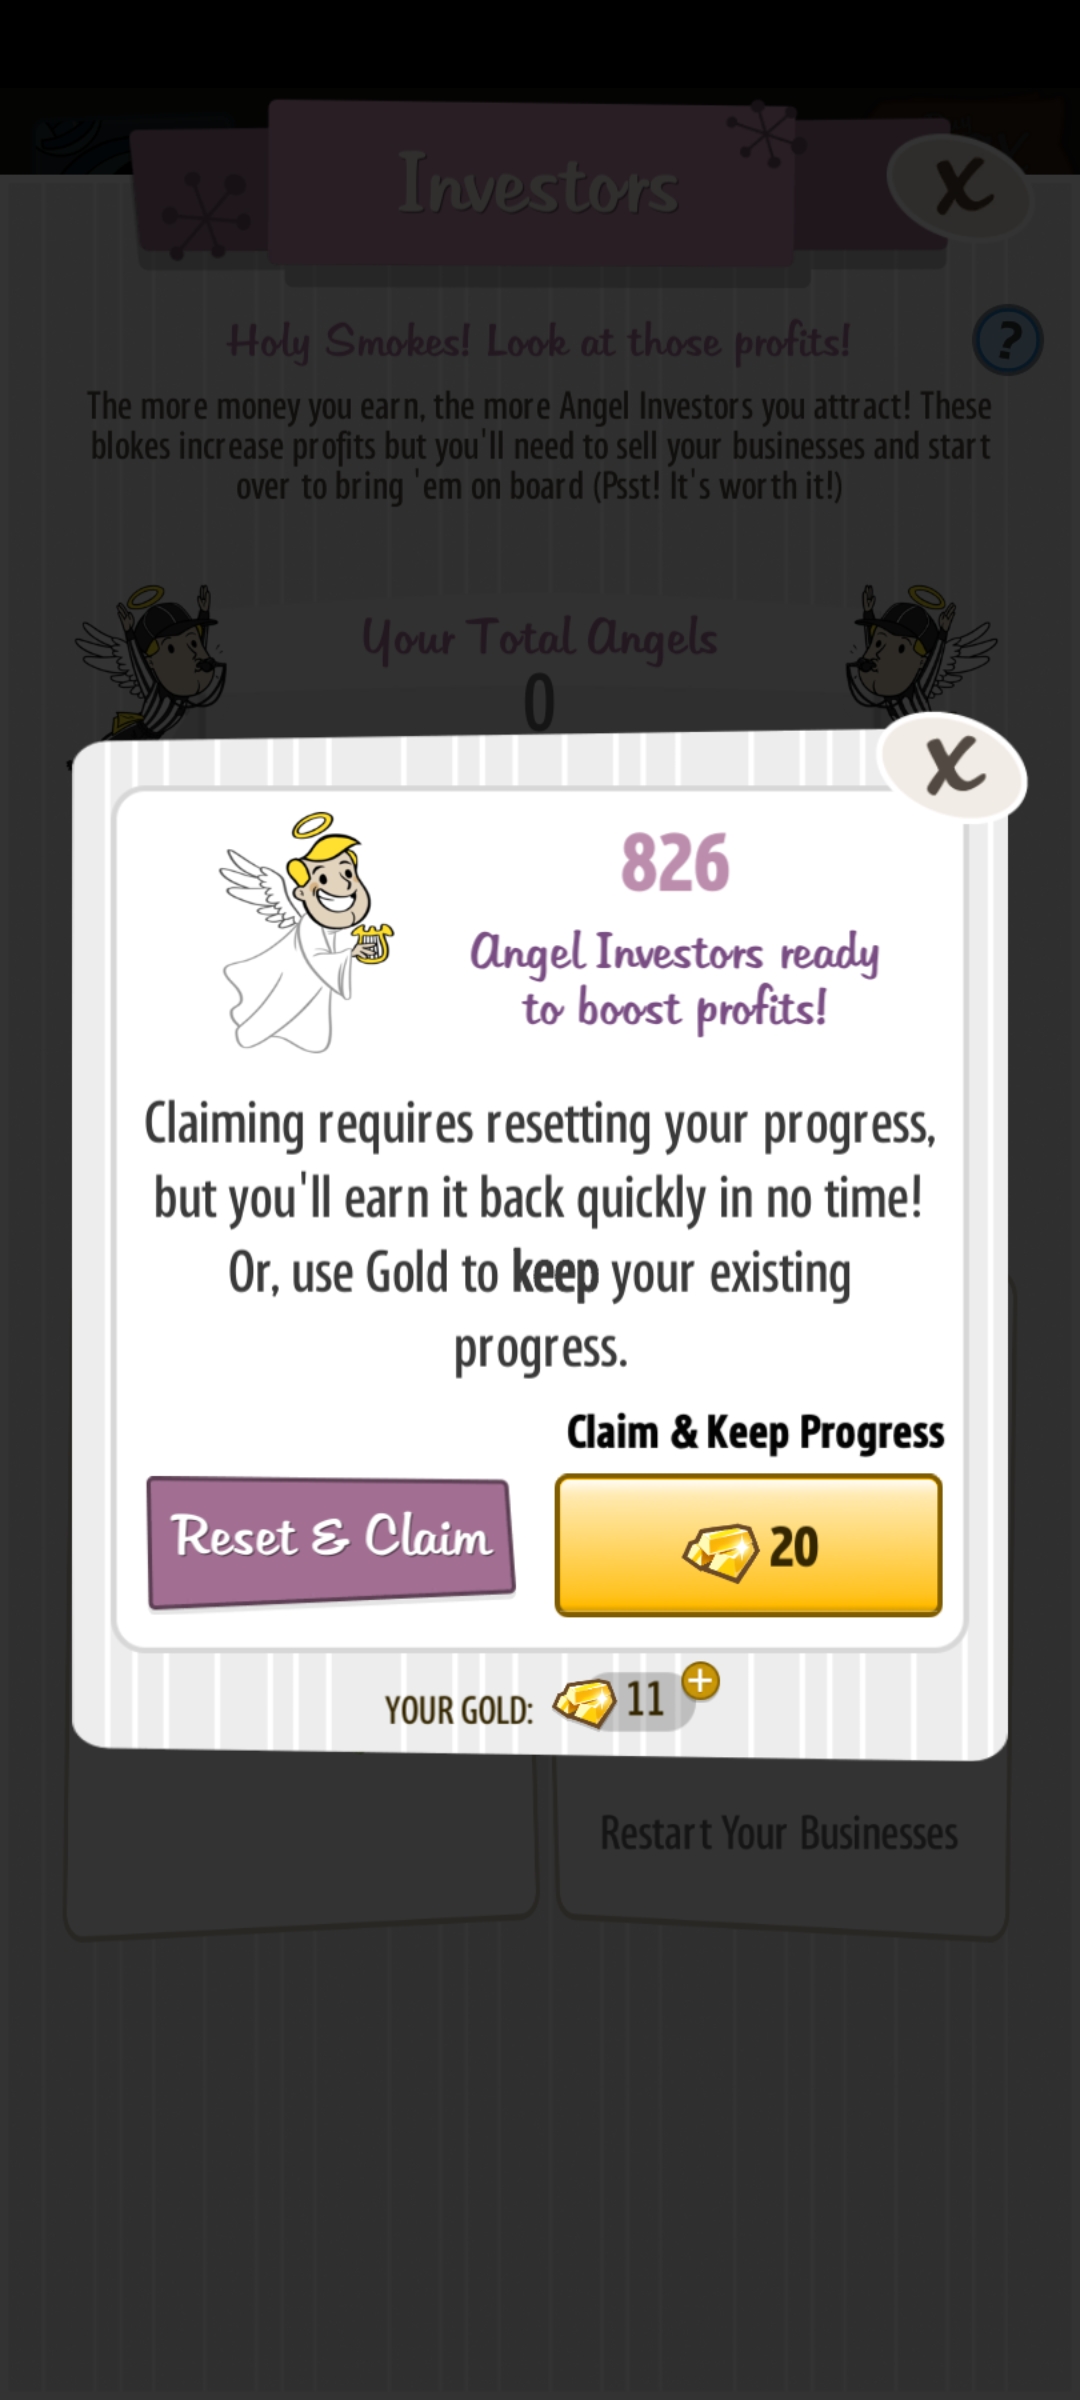 Investors
X
Holy Smokes! Look at those profits!
?
The more money you earn, the more Angel Investors you attract! These
blokes increase profits but you'll need to sell your businesses and start
over to bring 'em on board (Psst! It's worth it!)
Your Total Angels
0
X
826
Angel Investors ready
to boost profits!
Claiming requires resetting your progress,
but you'll earn it back quickly in no time!
Or, use Gold to keep your existing
progress.
Claim & Keep Progress
Reset & Claim
20
YOUR GOLD: 11 +
Restart Your Businesses